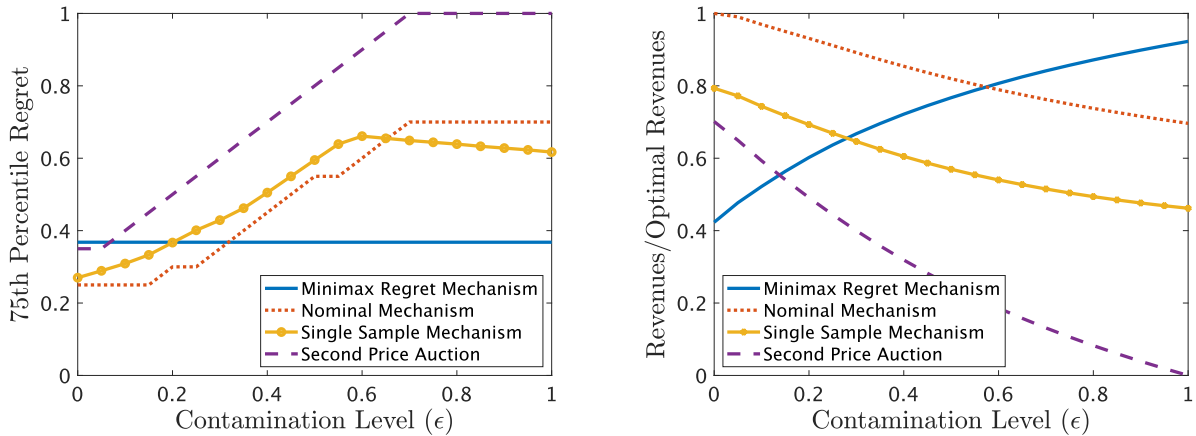 75th Percentile Regret
1
0.8
0.6
0.4
0.2
0
Minimax Regret Mechanism
Nominal Mechanism
Single Sample Mechanism
Second Price Auction
0 0.2 0.4 0.6 0.8 1
Contamination Level (ϵ)
Revenues/Optimal Revenues
1
0.8
0.6
0.4
0.2
0
Minimax Regret Mechanism
Nominal Mechanism
Single Sample Mechanism
Second Price Auction
0 0.2 0.4 0.6 0.8 1
Contamination Level (ϵ)